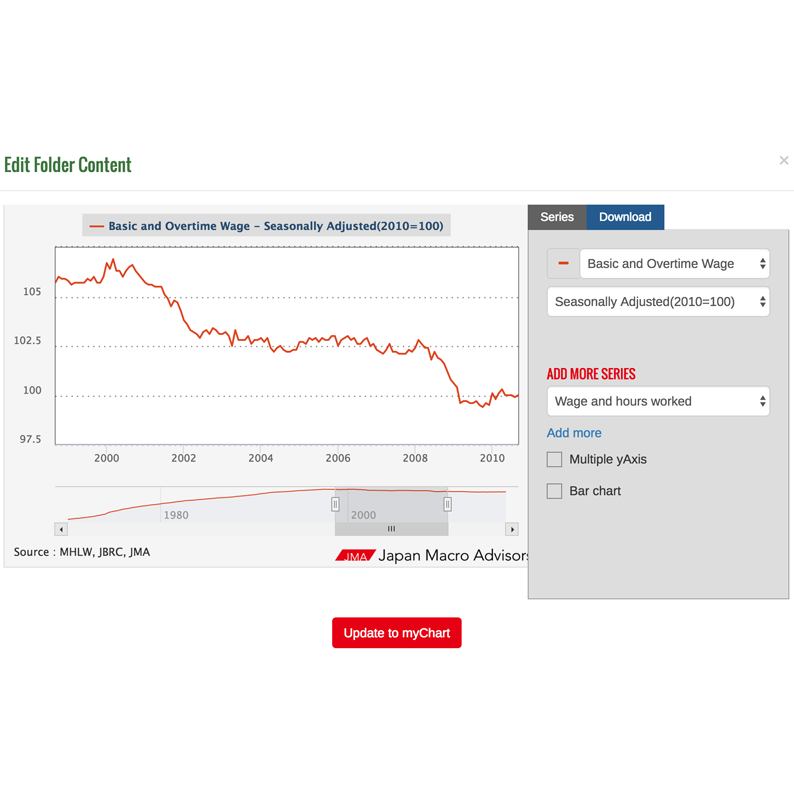 Edit Folder Content
×
Basic and Overtime Wage – Seasonally Adjusted(2010=100)
105
102.5
100
97.5
2000 2002 2004 2006 2008 2010
1980 2000
Source : MHLW, JBRC, JMA
JMA Japan Macro Advisors
Series Download
Basic and Overtime Wage
Seasonally Adjusted(2010=100)
ADD MORE SERIES
Wage and hours worked
Add more
Multiple yAxis
Bar chart
Update to myChart